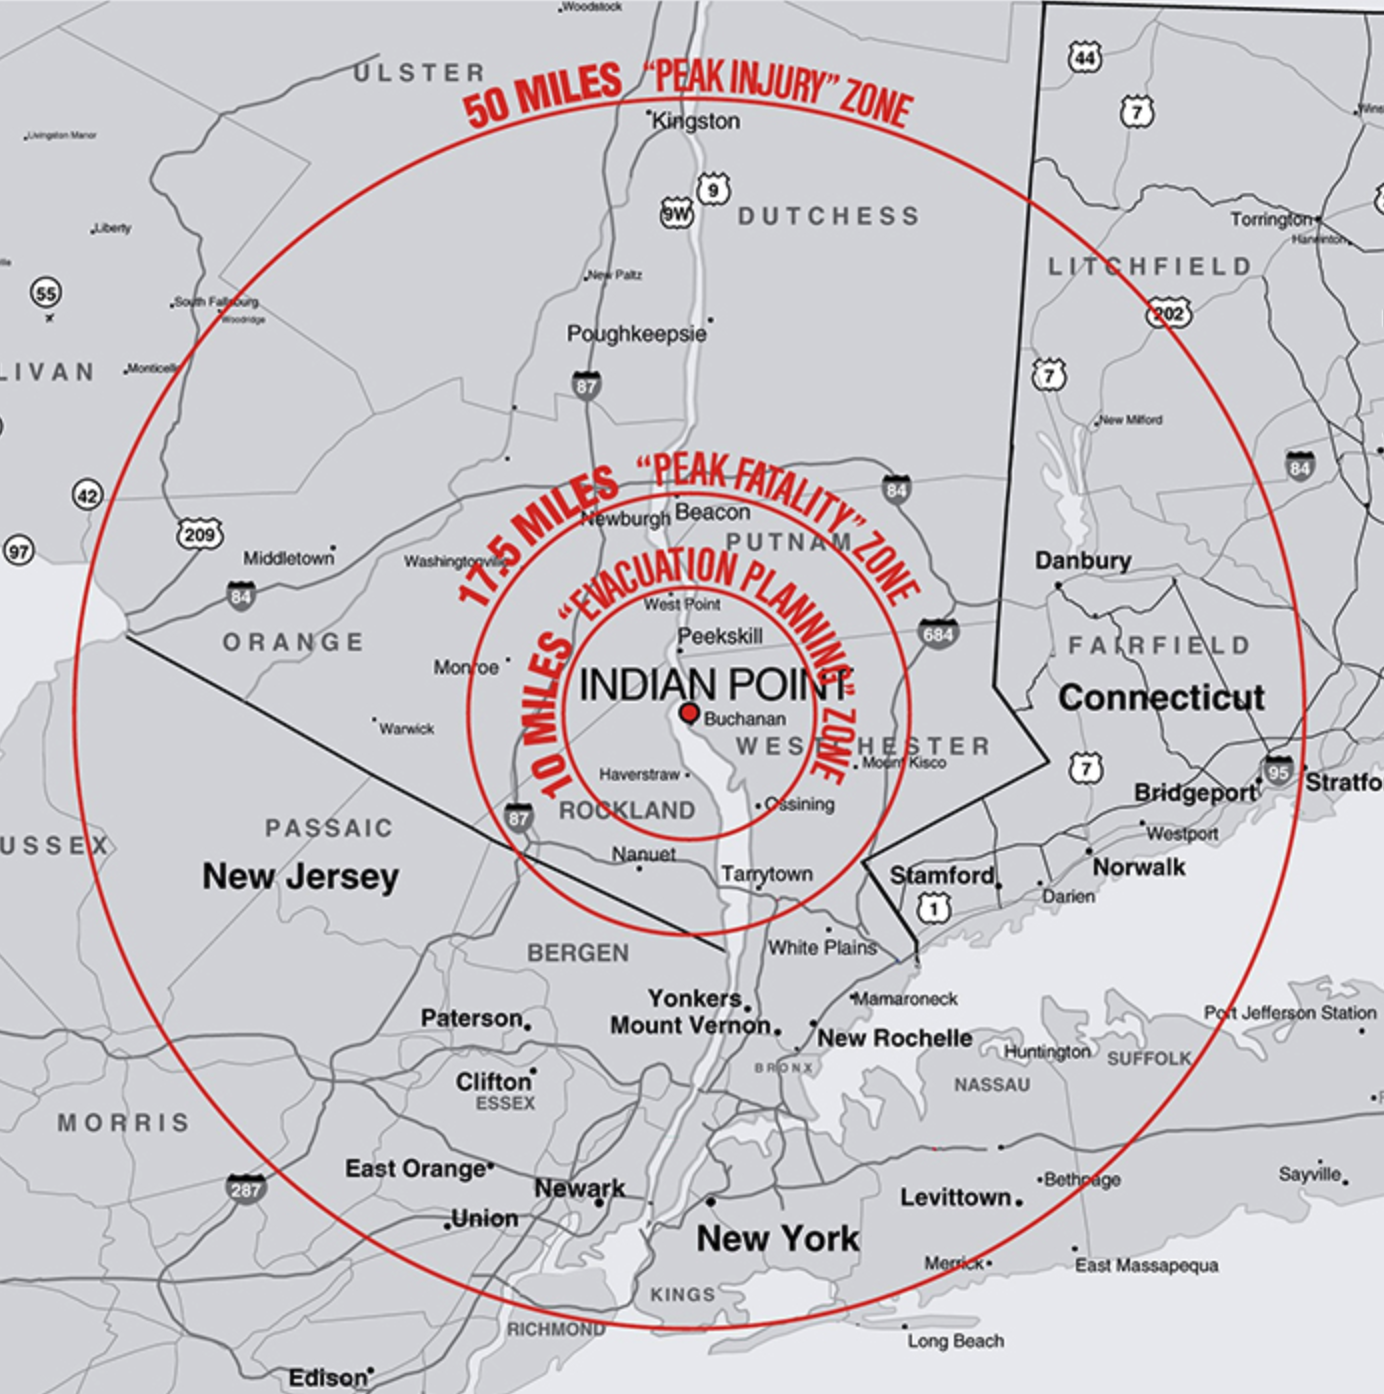 Woodstock
ULSTER
50 MILES "PEAK INJURY" ZONE
44
7
Kingston
Livingston Manor
9
9W
DUTCHESS
Torrington
Liberty
LITCHFIELD
New Paltz
55
South Fallsburg
Woodridge
202
Poughkeepsie
LIVAN
Monticello
87
7
New Milford
17.5 MILES "PEAK FATALITY" ZONE
84
84
42
Newburgh
Beacon
209
97
Middletown
PUTNAM
Washingtonville
Danbury
10 MILES "EVACUATION PLANNING" ZONE
84
West Point
Peekskill
684
ORANGE
FAIRFIELD
Monroe
INDIAN POINT
Connecticut
Buchanan
Warwick
WESTCHESTER
Mount Kisco
7
95
Haverstraw
Stratfo
Bridgeport
ROCKLAND
Ossining
87
PASSAIC
Westport
USSEX
Nanuet
Norwalk
New Jersey
Tarrytown
Stamford
Darien
1
BERGEN
White Plains
Yonkers
Mamaroneck
Port Jefferson Station
Paterson
Mount Vernon
New Rochelle
Huntington
SUFFOLK
BRONX
Clifton
NASSAU
ESSEX
MORRIS
East Orange
Sayville
Bethpage
287
Newark
Levittown
Union
New York
Merrick
East Massapequa
KINGS
RICHMOND
Long Beach
Edison